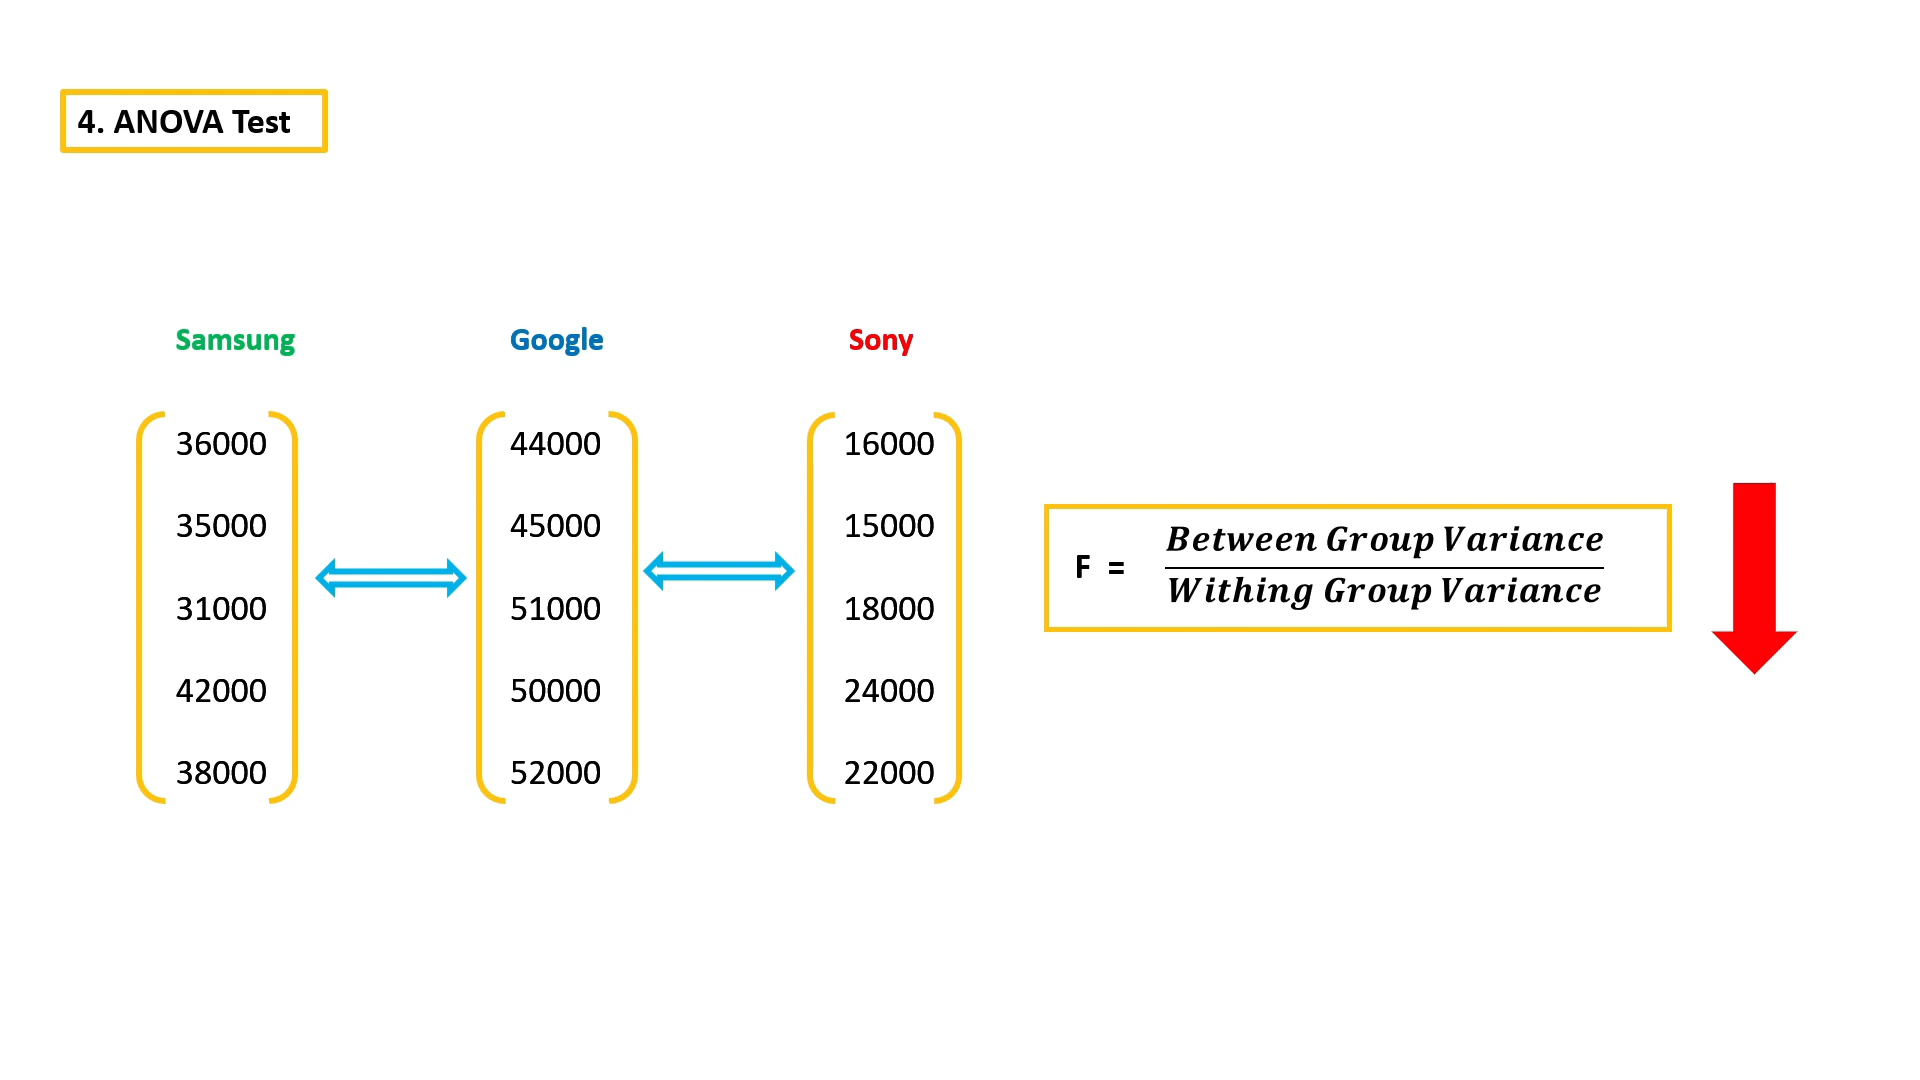 4. ANOVA Test
Samsung Google Sony
36000 44000 16000
35000 45000 15000
31000 51000 18000
42000 50000 24000
38000 52000 22000
F = Between Group Variance
Withing Group Variance